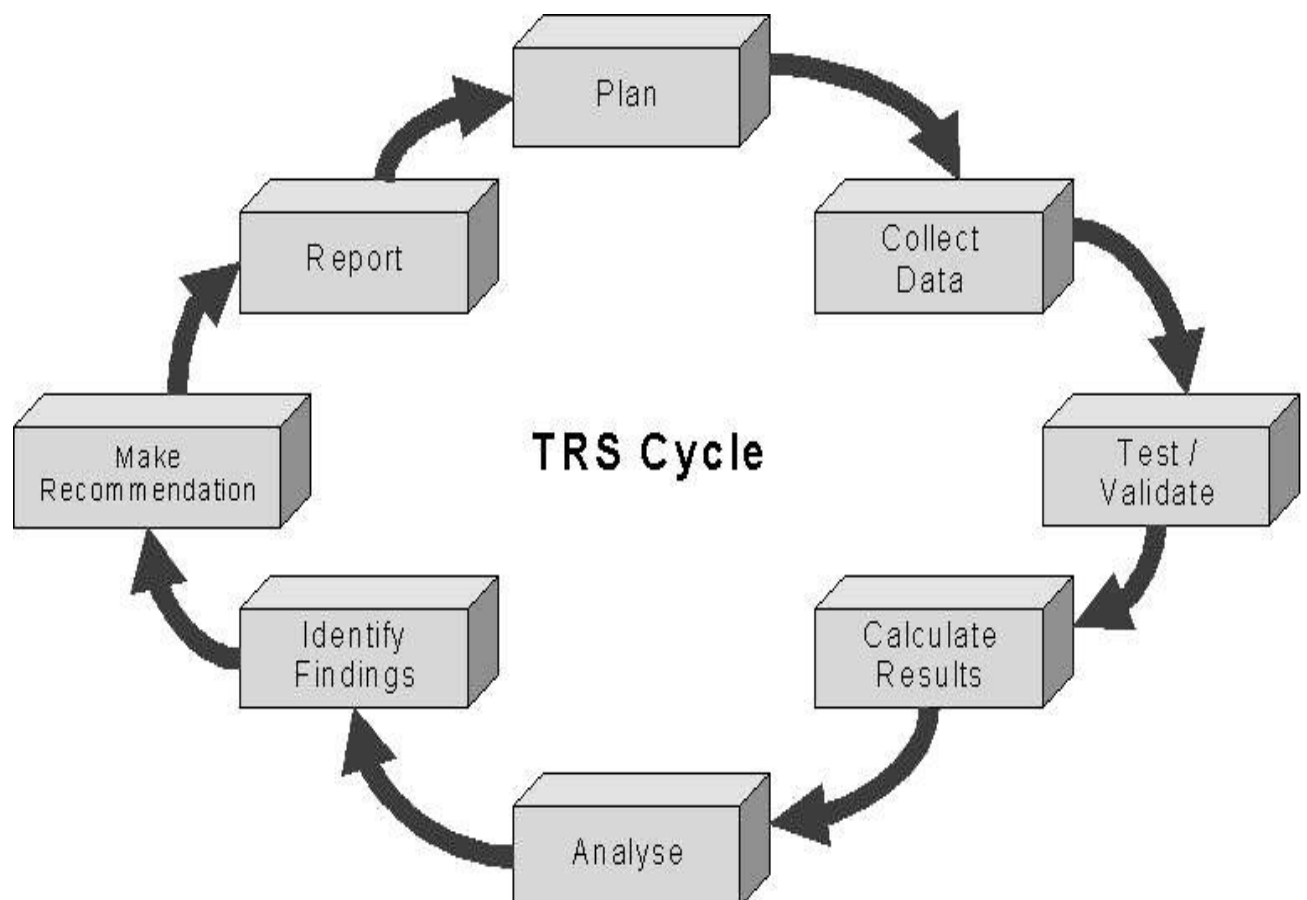 Plan
Collect
Data
Test /
Validate
Calculate
Results
Analyse
Identify
Findings
Make
Recommendation
Report
TRS Cycle